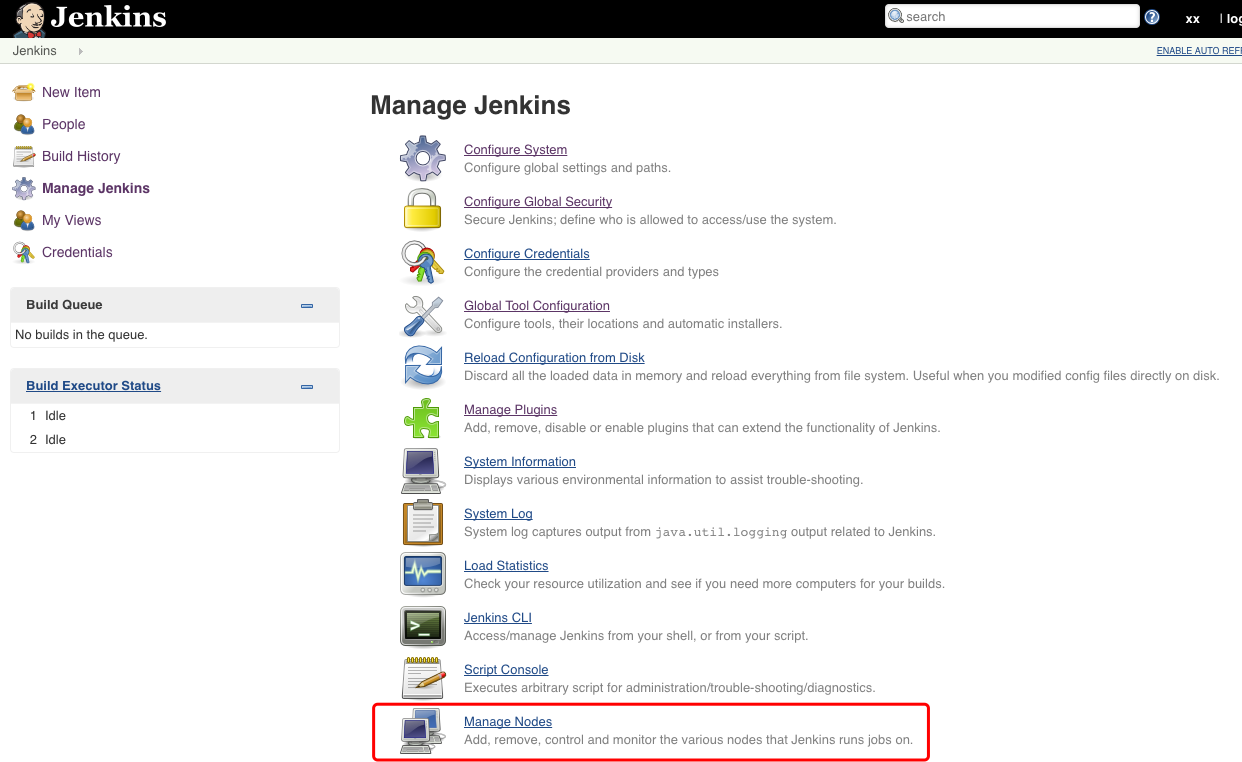 Jenkins
search
xx
| log
Jenkins
ENABLE AUTO REF
New Item
People
Build History
Manage Jenkins
My Views
Credentials
Build Queue
No builds in the queue.
Build Executor Status
1 Idle
2 Idle
Manage Jenkins
Configure System
Configure global settings and paths.
Configure Global Security
Secure Jenkins; define who is allowed to access/use the system.
Configure Credentials
Configure the credential providers and types
Global Tool Configuration
Configure tools, their locations and automatic installers.
Reload Configuration from Disk
Discard all the loaded data in memory and reload everything from file system. Useful when you modified config files directly on disk.
Manage Plugins
Add, remove, disable or enable plugins that can extend the functionality of Jenkins.
System Information
Displays various environmental information to assist trouble-shooting.
System Log
System log captures output from java.util.logging output related to Jenkins.
Load Statistics
Check your resource utilization and see if you need more computers for your builds.
Jenkins CLI
Access/manage Jenkins from your shell, or from your script.
Script Console
Executes arbitrary script for administration/trouble-shooting/diagnostics.
Manage Nodes
Add, remove, control and monitor the various nodes that Jenkins runs jobs on.